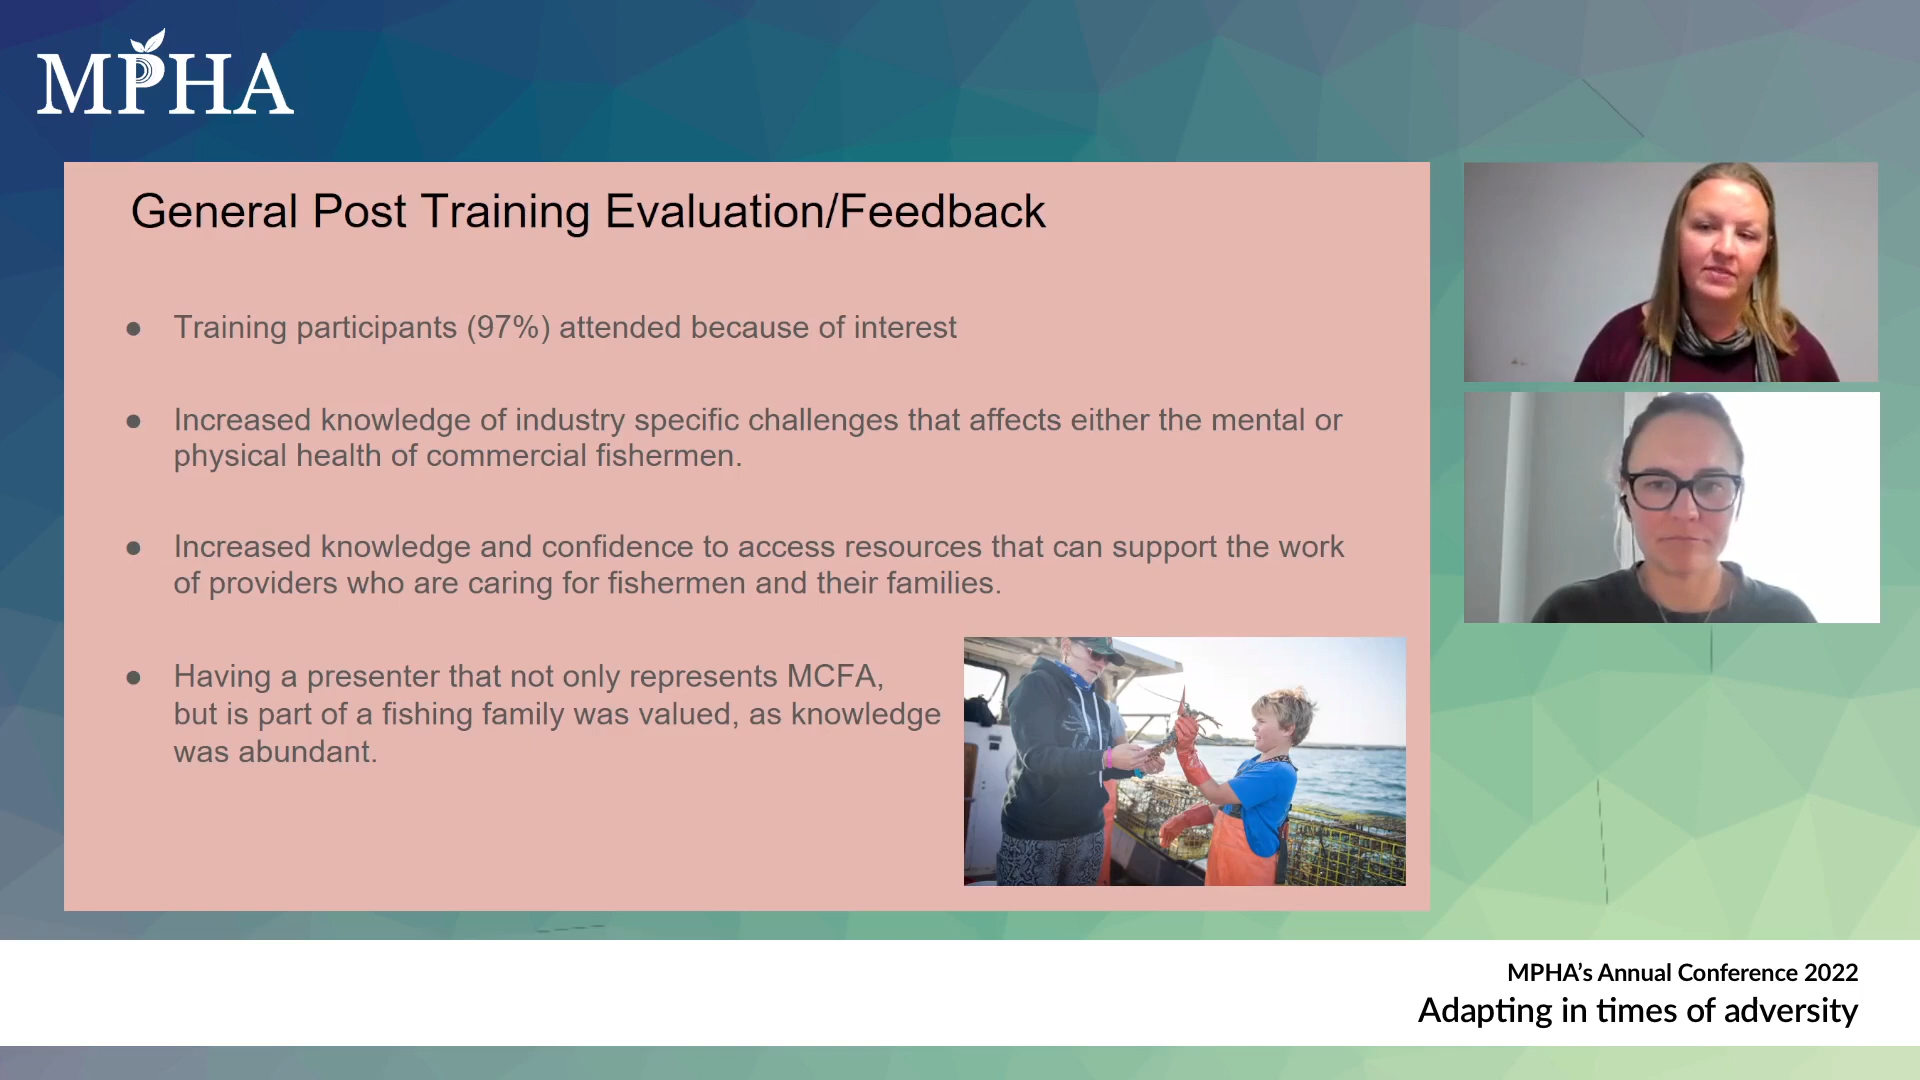 MPHA
General Post Training Evaluation/Feedback
● Training participants (97%) attended because of interest
● Increased knowledge of industry specific challenges that affects either the mental or
physical health of commercial fishermen.
● Increased knowledge and confidence to access resources that can support the work
of providers who are caring for fishermen and their families.
● Having a presenter that not only represents MCFA,
but is part of a fishing family was valued, as knowledge
was abundant.
MPHA’s Annual Conference 2022
Adapting in times of adversity